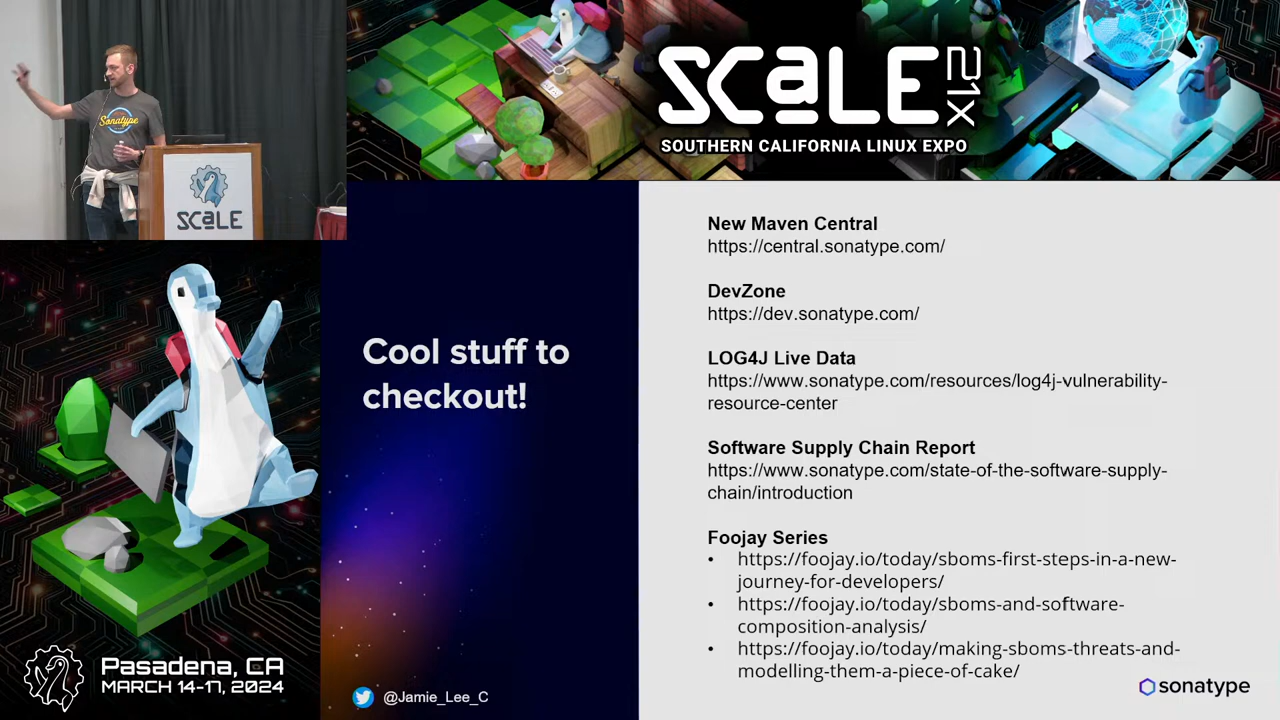 Sonatype
SCALE
SCALE 21X
SOUTHERN CALIFORNIA LINUX EXPO
Cool stuff to
checkout!
@Jamie_Lee_C
New Maven Central
https://central.sonatype.com/
DevZone
https://dev.sonatype.com/
LOG4J Live Data
https://www.sonatype.com/resources/log4j-vulnerability-
resource-center
Software Supply Chain Report
https://www.sonatype.com/state-of-the-software-supply-
chain/introduction
Foojay Series
• https://foojay.io/today/sboms-first-steps-in-a-new-
journey-for-developers/
• https://foojay.io/today/sboms-and-software-
composition-analysis/
• https://foojay.io/today/making-sboms-threats-and-
modelling-them-a-piece-of-cake/
sonatype
Pasadena, CA
MARCH 14-17, 2024